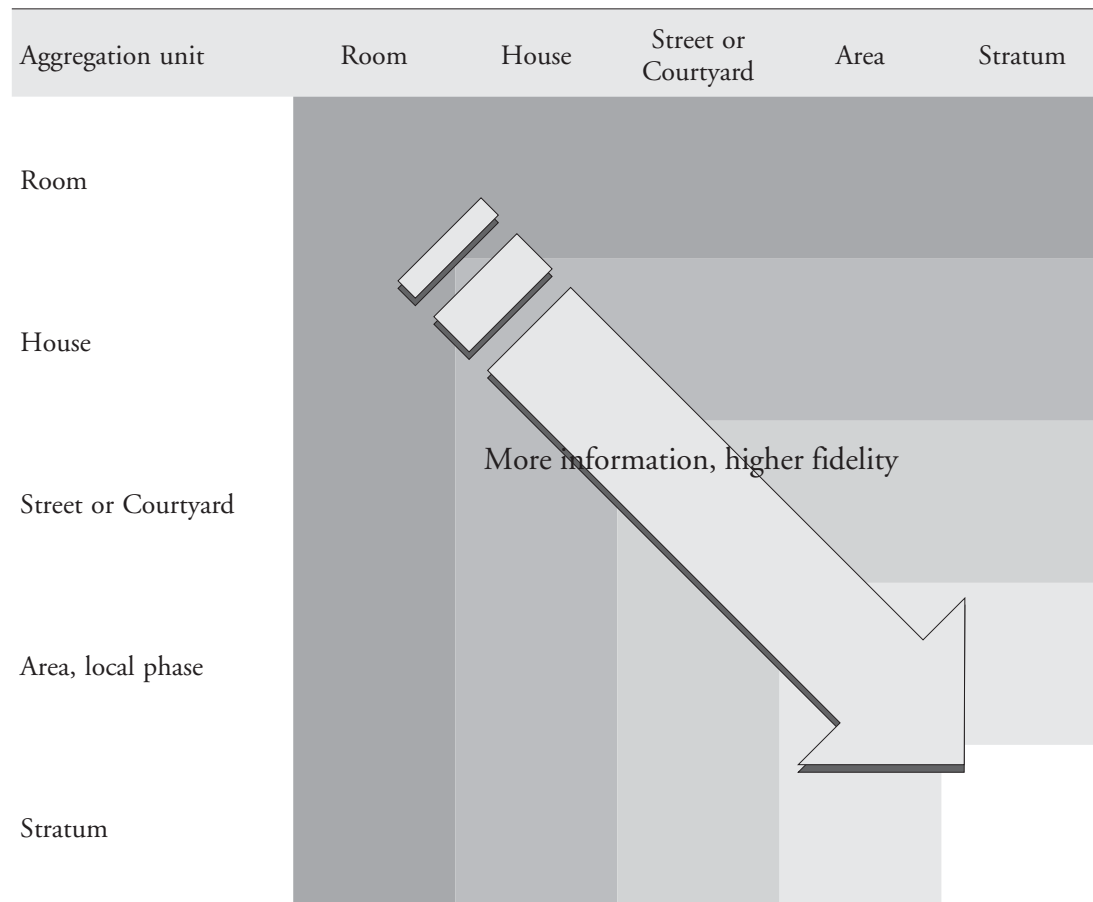 Aggregation unit Room House Street or Courtyard Area Stratum
Room
House
More information, higher fidelity
Street or Courtyard
Area, local phase
Stratum